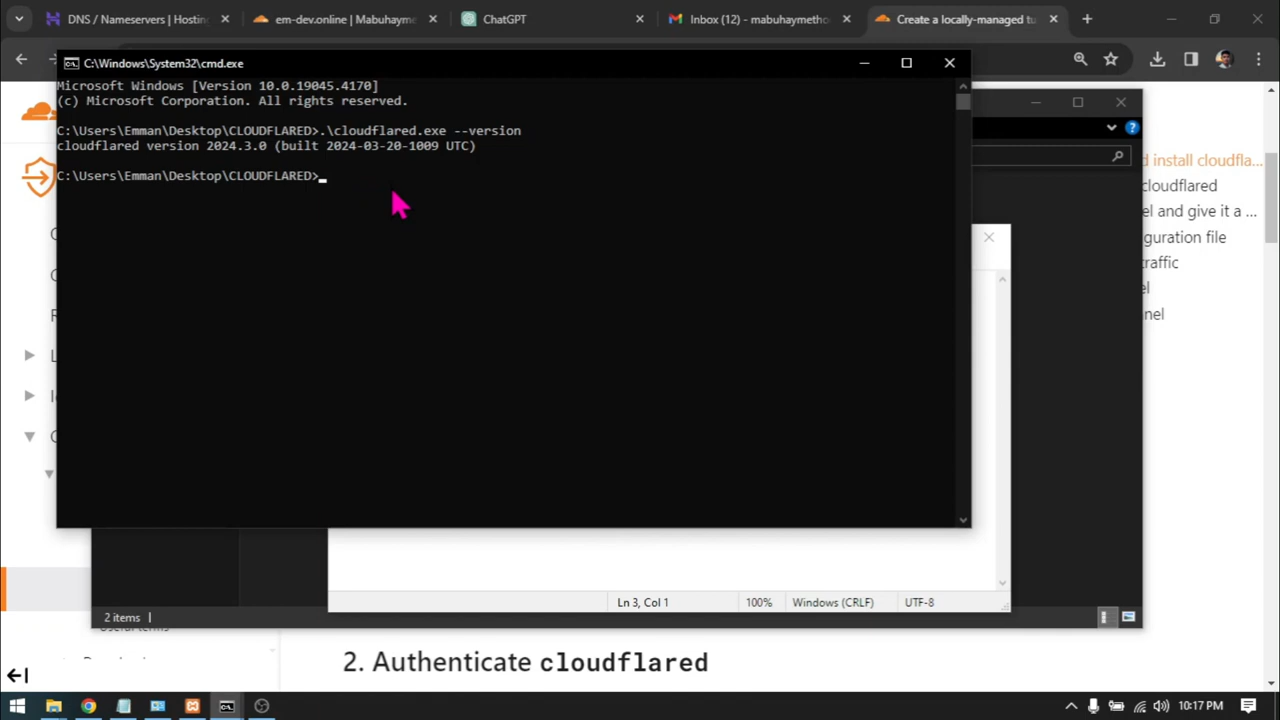 DNS / Nameservers | Hostin
em-dev.online | Mabuhayme
ChatGPT
Inbox (12) - mabuhaymetho
Create a locally-managed tu
C:\Windows\System32\cmd.exe
Microsoft Windows [Version 10.0.19045.4170]
(c) Microsoft Corporation. All rights reserved.
C:\Users\Emman\Desktop\CLOUDFLARED>.\cloudflared.exe --version
cloudflared version 2024.3.0 (built 2024-03-20-1009 UTC)
C:\Users\Emman\Desktop\CLOUDFLARED>
d install cloudfla...
cloudflared
el and give it a ...
guration file
traffic
el
nel
Ln 3, Col 1
100%
Windows (CRLF)
UTF-8
2 items
2. Authenticate cloudflared
10:17 PM